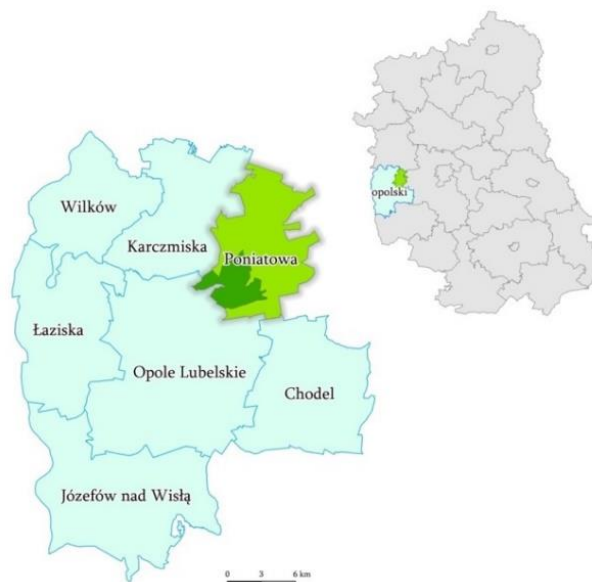 opolski
Wilków
Karczmiska
Poniatowa
Łaziska
Opole Lubelskie
Chodel
Józefów nad Wisłą
0 3 6 km